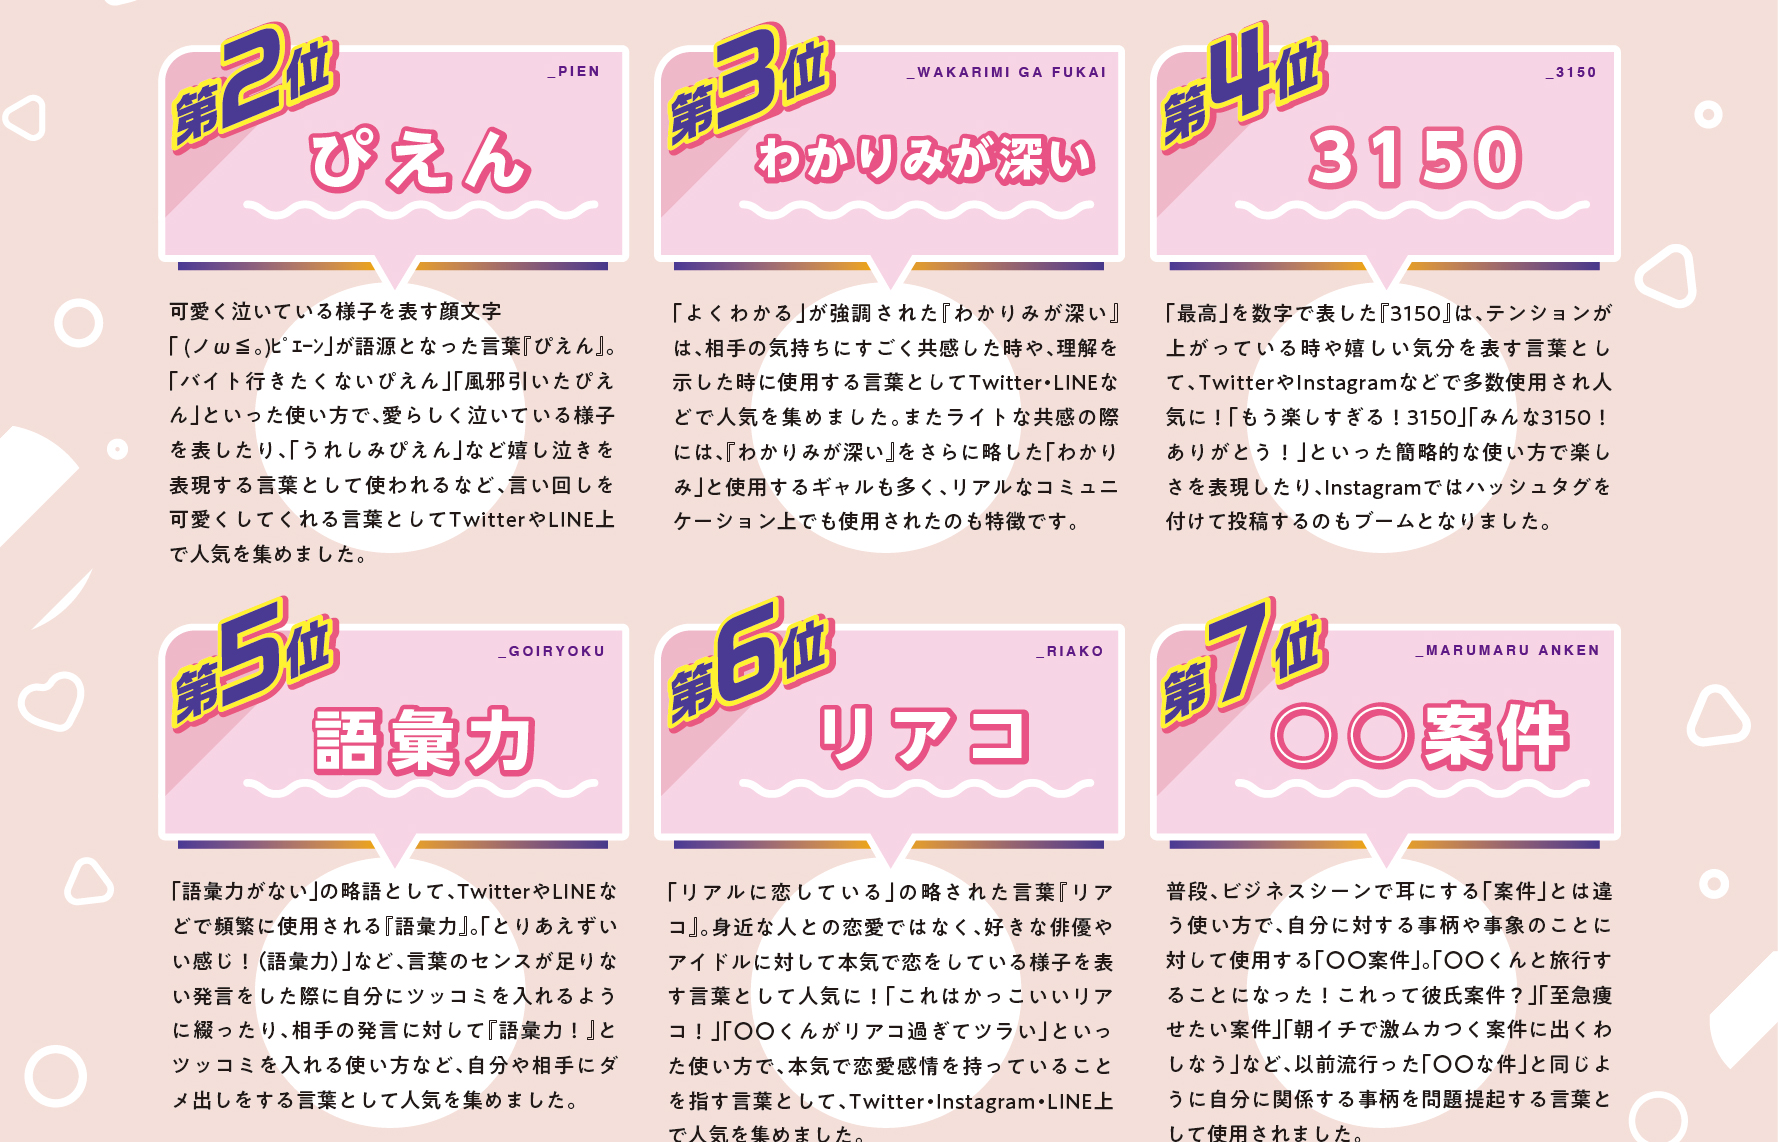 第2位
_PIEN
ぴえん
可愛く泣いている様子を表す顔文字
「 (ノω≦。)ﾋﾟｴｰﾝ」が語源となった言葉『ぴえん』。
「バイト行きたくないぴえん」「風邪引いたぴえ
ん」といった使い方で、愛らしく泣いている様子
を表したり、「うれしみぴえん」など嬉し泣きを
表現する言葉として使われるなど、言い回しを
可愛くしてくれる言葉としてTwitterやLINE上
で人気を集めました。
第3位
_WAKARIMI GA FUKAI
わかりみが深い
「よくわかる」が強調された『わかりみが深い』
は、相手の気持ちにすごく共感した時や、理解を
示した時に使用する言葉としてTwitter・LINEな
どで人気を集めました。またライトな共感の際
には、『わかりみが深い』をさらに略した「わかり
み」と使用するギャルも多く、リアルなコミュニ
ケーション上でも使用されたのも特徴です。
第4位
_3150
3150
「最高」を数字で表した『3150』は、テンションが
上がっている時や嬉しい気分を表す言葉とし
て、TwitterやInstagramなどで多数使用され人
気に！「もう楽しすぎる！3150」「みんな3150！
ありがとう！」といった簡略的な使い方で楽し
さを表現したり、Instagramではハッシュタグを
付けて投稿するのもブームとなりました。
第5位
_GOIRYOKU
語彙力
「語彙力がない」の略語として、TwitterやLINEな
どで頻繁に使用される『語彙力』。「とりあえずい
い感じ！（語彙力）」など、言葉のセンスが足りな
い発言をした際に自分にツッコミを入れるよう
に綴ったり、相手の発言に対して『語彙力！』と
ツッコミを入れる使い方など、自分や相手にダ
メ出しをする言葉として人気を集めました。
第6位
_RIAKO
リアコ
「リアルに恋している」の略された言葉『リア
コ』。身近な人との恋愛ではなく、好きな俳優や
アイドルに対して本気で恋をしている様子を表
す言葉として人気に！「これはかっこいいリア
コ！」「〇〇くんがリアコ過ぎてツラい」といっ
た使い方で、本気で恋愛感情を持っていること
を指す言葉として、Twitter・Instagram・LINE上
で人気を集めました。
第7位
_MARUMARU ANKEN
〇〇案件
普段、ビジネスシーンで耳にする「案件」とは違
う使い方で、自分に対する事柄や事象のことに
対して使用する「〇〇案件」。「〇〇くんと旅行す
ることになった！これって彼氏案件？」「至急痩
せたい案件」「朝イチで激ムカつく案件に出くわ
しなう」など、以前流行った「〇〇な件」と同じよ
うに自分に関係する事柄を問題提起する言葉と
して使用されました。